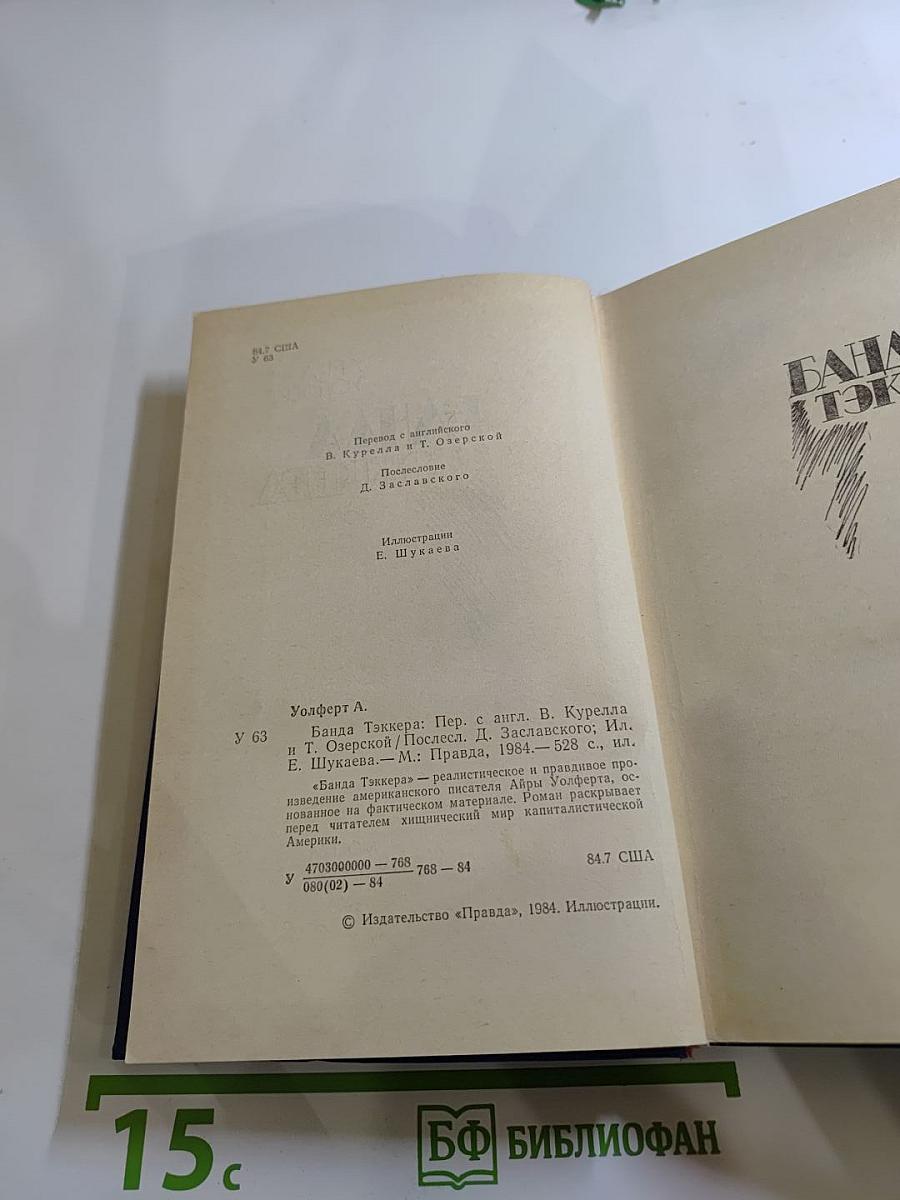 84.7 США
У 63
Перевод с английского
В. Курелла и Т. Озерской
Послесловие
Д. Заславского
Иллюстрации
Е. Шукаева
Уолферт А.
У 63
Банда Тэккера: Пер. с англ. В. Курелла
и Т. Озерской/Послесл. Д. Заславского; Ил.
Е. Шукаева.— М.: Правда, 1984.— 528 с., ил.
«Банда Тэккера» — реалистическое и правдивое про-
изведение американского писателя Айры Уолферта, ос-
нованное на фактическом материале. Роман раскрывает
перед читателем хищнический мир капиталистической
Америки.
У 4703000000 — 768
080(02) — 84
768 — 84
84.7 США
© Издательство «Правда», 1984. Иллюстрации.
БАНДА
ТЭК
15 с
БФ БИБЛИОФАН